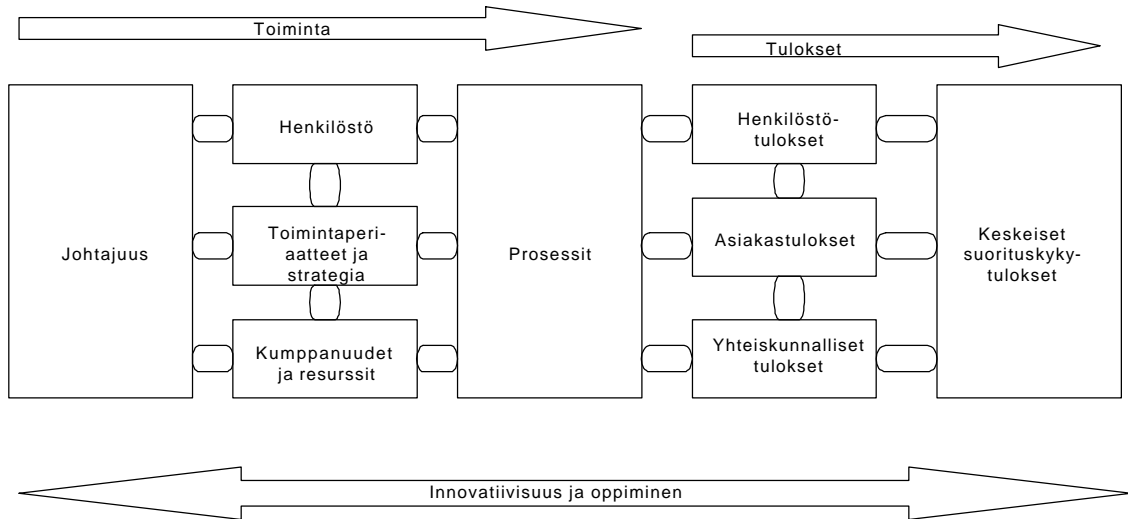 Toiminta
Tulokset
Johtajuus
Henkilöstö
Toimintaperi-
aatteet ja
strategia
Kumppanuudet
ja resurssit
Prosessit
Henkilöstö-
tulokset
Asiakastulokset
Yhteiskunnalliset
tulokset
Keskeiset
suorituskyky-
tulokset
Innovatiivisuus ja oppiminen